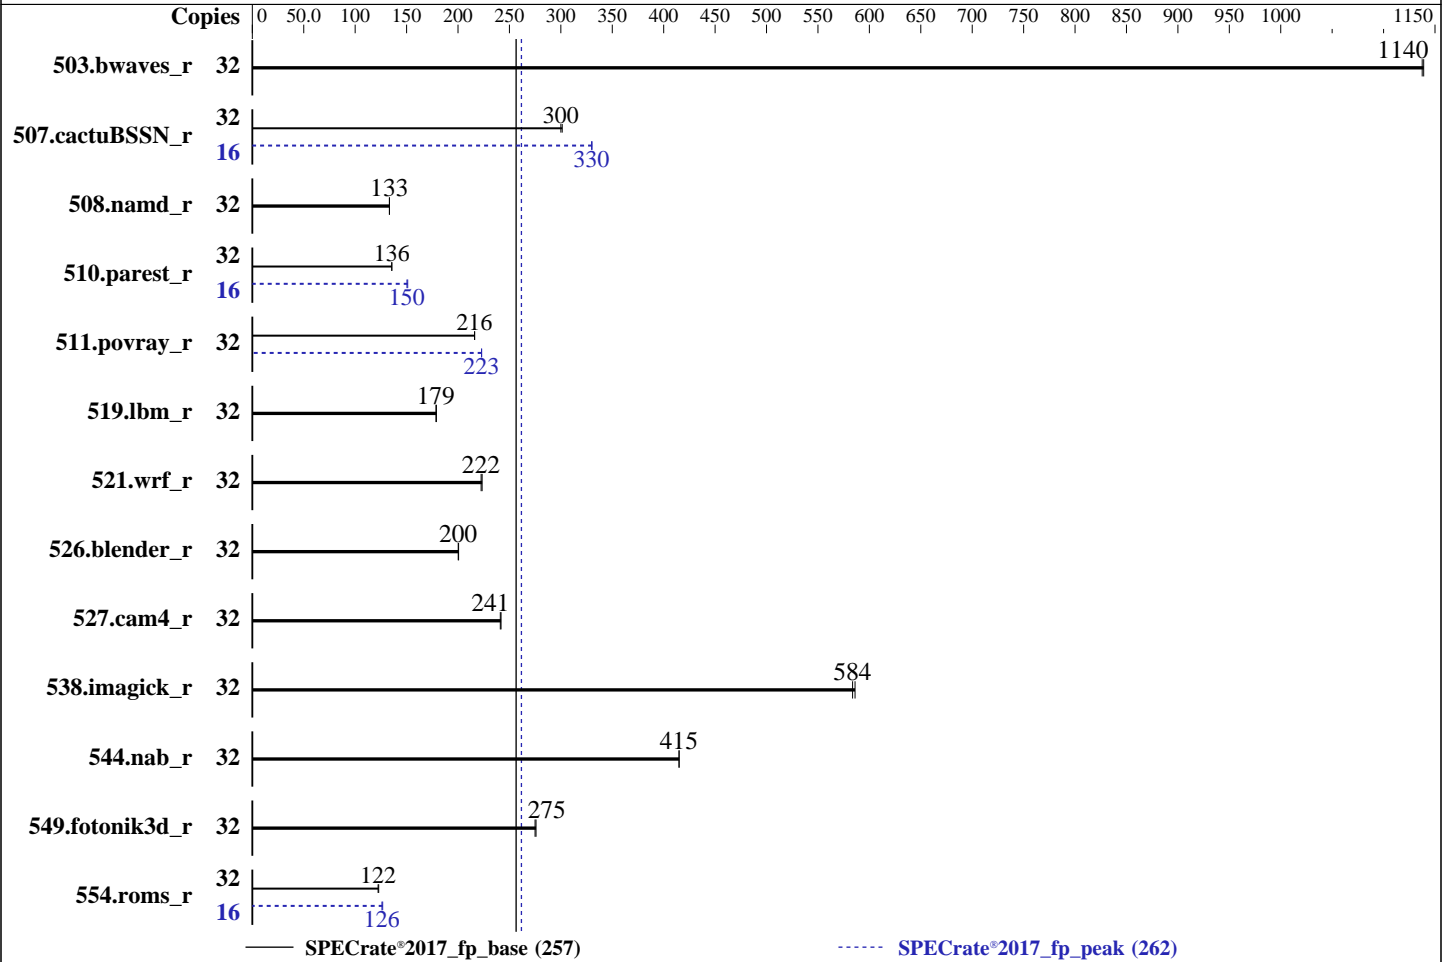 Copies 0 50.0 100 150 200 250 300 350 400 450 500 550 600 650 700 750 800 850 900 950 1000 1150
503.bwaves_r 32 1140
507.cactuBSSN_r 32 300
16 330
508.namd_r 32 133
510.parest_r 32 136
16 150
511.povray_r 32 216
223
519.lbm_r 32 179
521.wrf_r 32 222
526.blender_r 32 200
527.cam4_r 32 241
538.imagick_r 32 584
544.nab_r 32 415
549.fotonik3d_r 32 275
554.roms_r 32 122
16 126
SPECrate®2017_fp_base (257) SPECrate®2017_fp_peak (262)